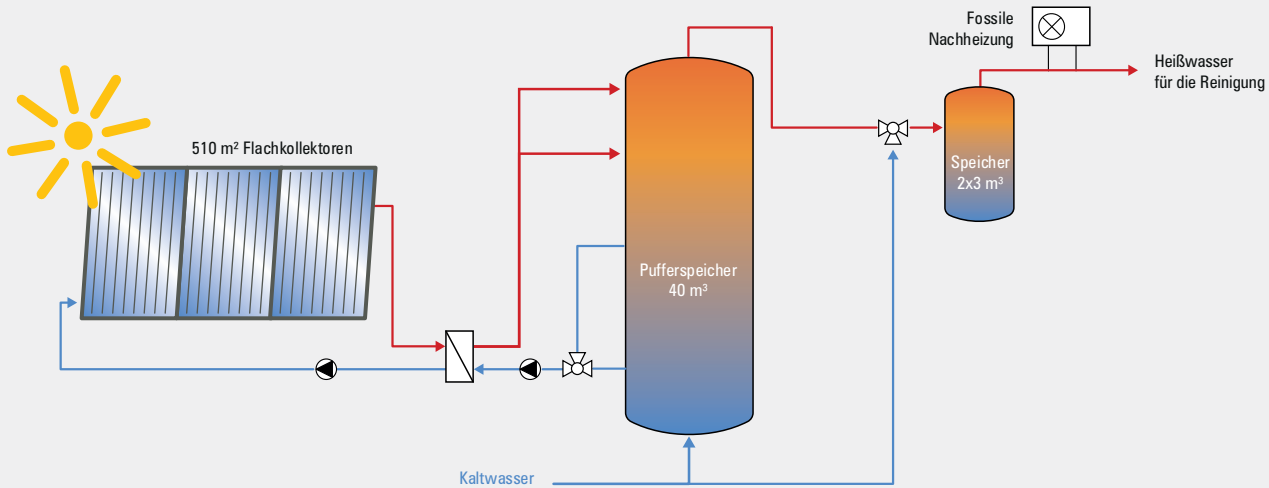 Fossile
Nachheizung
Heißwasser
für die Reinigung
510 m² Flachkollektoren
Speicher
2x3 m³
Pufferspeicher
40 m³
Kaltwasser